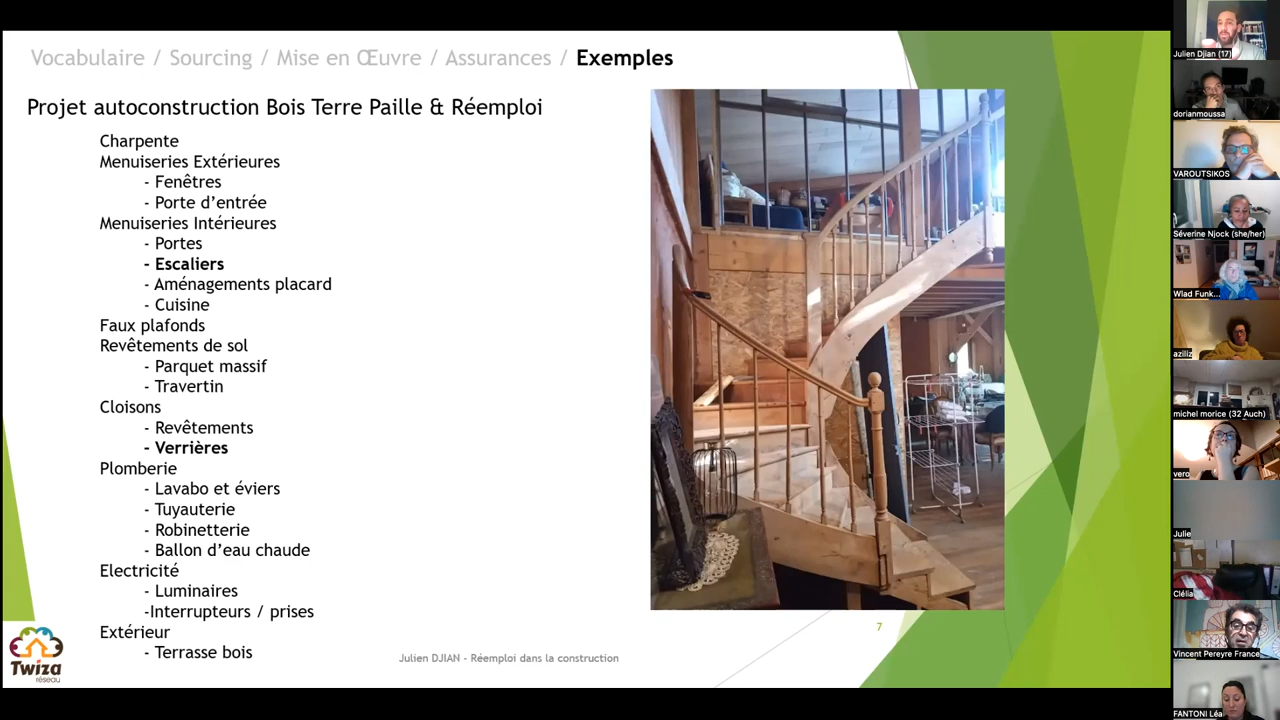 Vocabulaire / Sourcing / Mise en Œuvre / Assurances / Exemples
Projet autoconstruction Bois Terre Paille & Réemploi
Charpente
Menuiseries Extérieures
- Fenêtres
- Porte d’entrée
Menuiseries Intérieures
- Portes
- Escaliers
- Aménagements placard
- Cuisine
Faux plafonds
Revêtements de sol
- Parquet massif
- Travertin
Cloisons
- Revêtements
- Verrières
Plomberie
- Lavabo et éviers
- Tuyauterie
- Robinetterie
- Ballon d’eau chaude
Electricité
- Luminaires
-Interrupteurs / prises
Extérieur
- Terrasse bois
7
Twiza
réseau
Julien DJIAN - Réemploi dans la construction
Julien Djian (17)
dorianmoussa
VAROUTSIKOS
Séverine Njock (she/her)
Wlad Funk...
aziliz
michel morice (32 Auch)
vero
Julie
Clélia
Vincent Pereyre France
FANTONI Léa